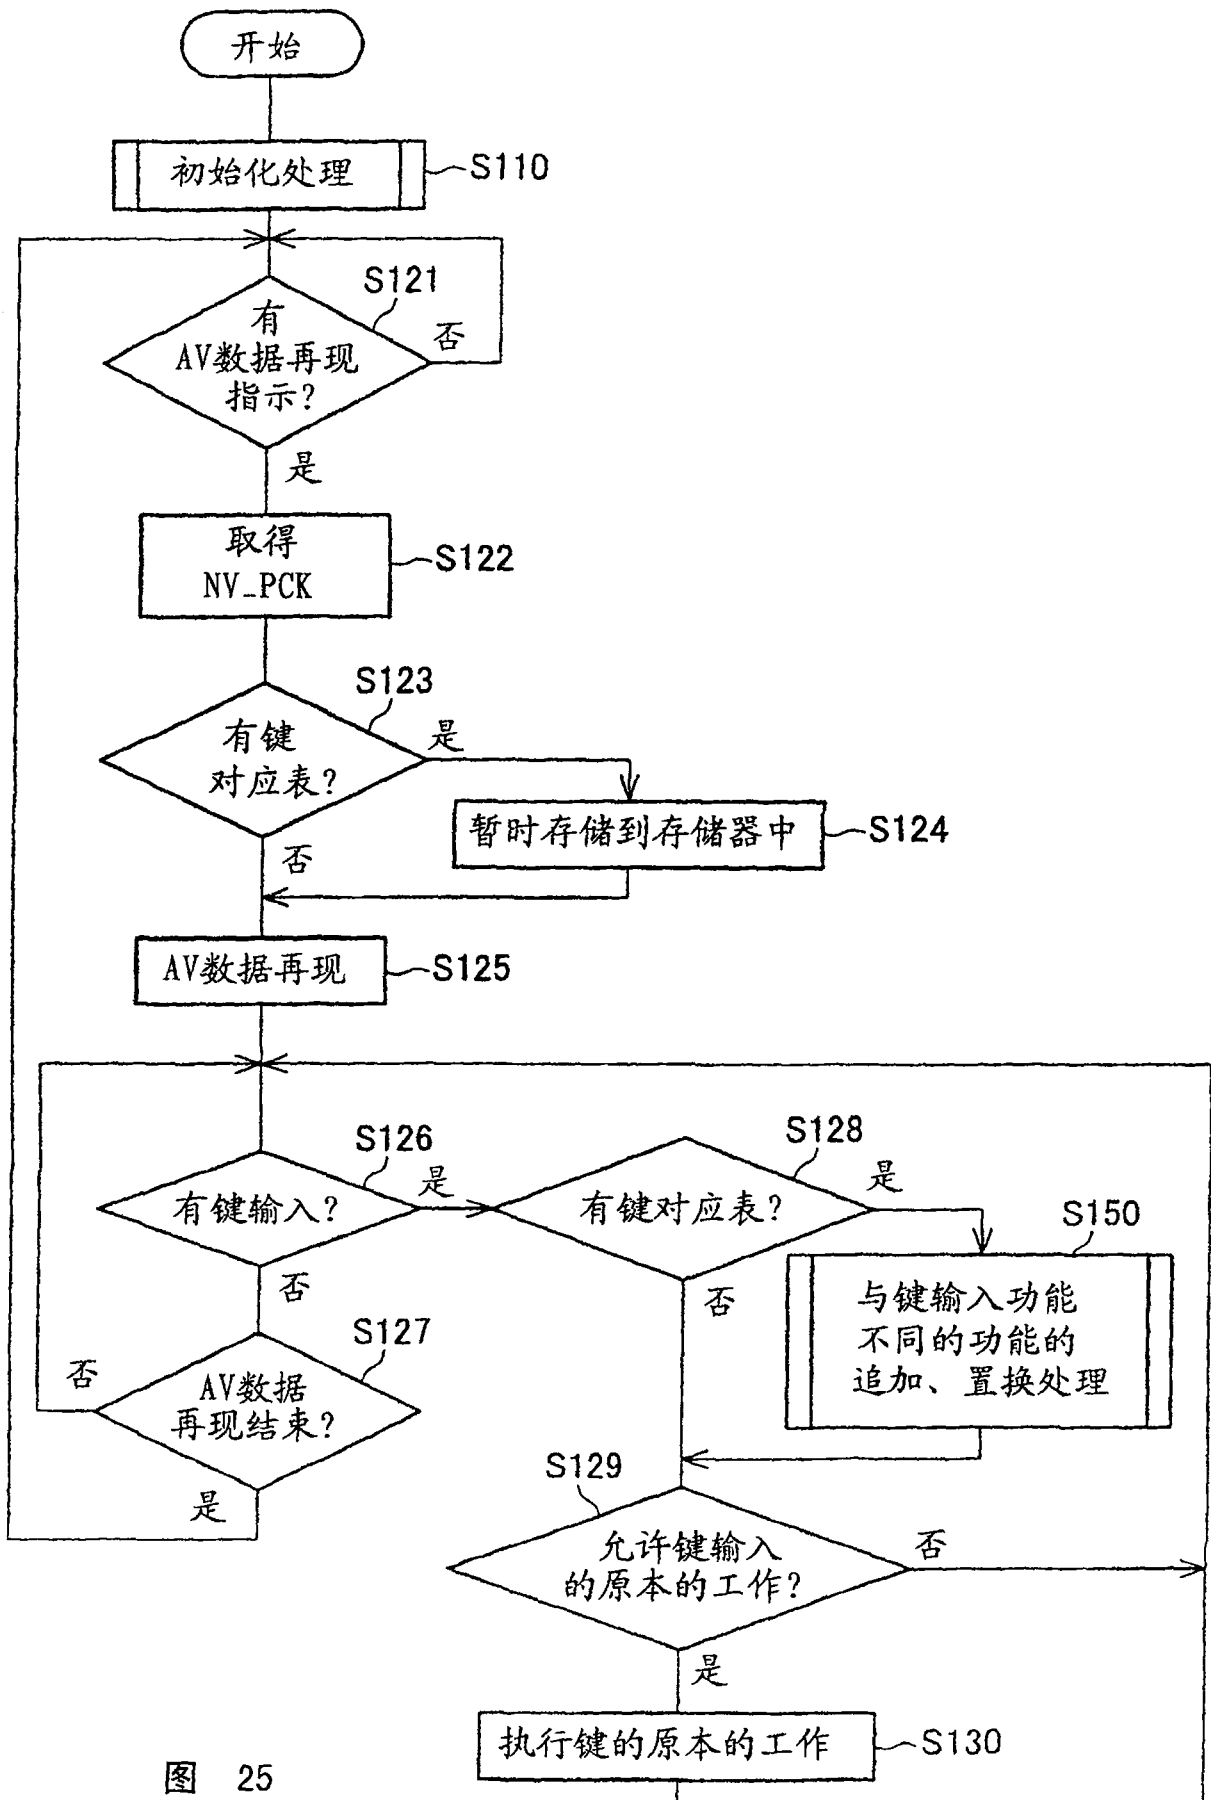 开始
初始化处理
S110
S121
有
AV数据再现
指示?
否
是
取得
NV_PCK
S122
S123
有键
对应表?
是
暂时存储到存储器中
S124
否
AV数据再现
S125
S126
有键输入?
是
S128
有键对应表?
是
S150
与键输入功能
不同的功能的
追加、置换处理
否
否
S127
否
AV数据
再现结束?
是
S129
允许键输入
的原本的工作?
否
是
执行键的原本的工作
S130
图 25